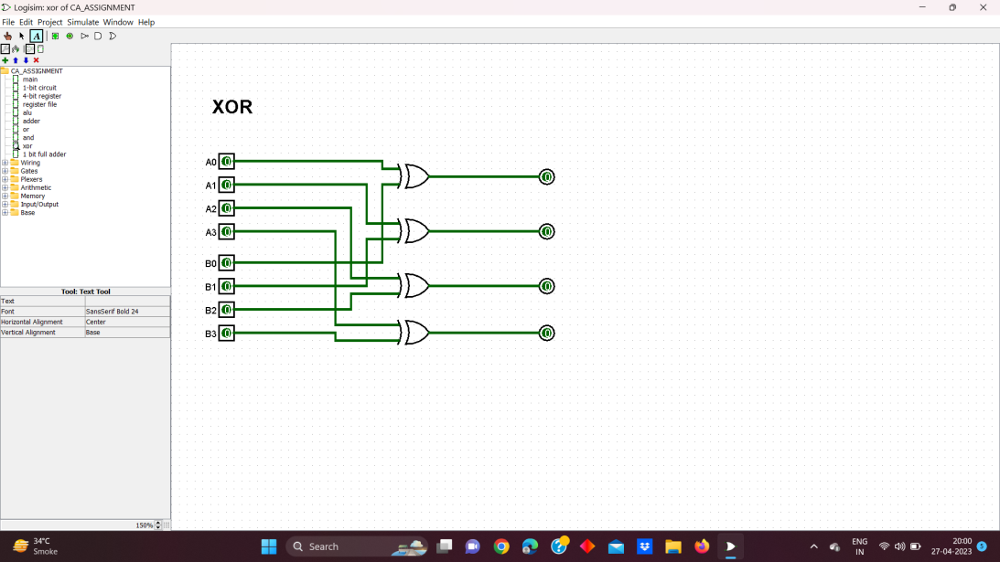 Logisim: xor of CA_ASSIGNMENT
File Edit Project Simulate Window Help
A
CA_ASSIGNMENT
main
1-bit circuit
4-bit register
register file
alu
adder
or
and
xor
1 bit full adder
Wiring
Gates
Plexers
Arithmetic
Memory
Input/Output
Base
Tool: Text Tool
Text
Font SansSerif Bold 24
Horizontal Alignment Center
Vertical Alignment Base
150%
XOR
A0 0
A1 0
A2 0
A3 0
B0 0
B1 0
B2 0
B3 0
0
0
0
0
34°C
Smoke
Search
ENG
IN
20:00
27-04-2023
5